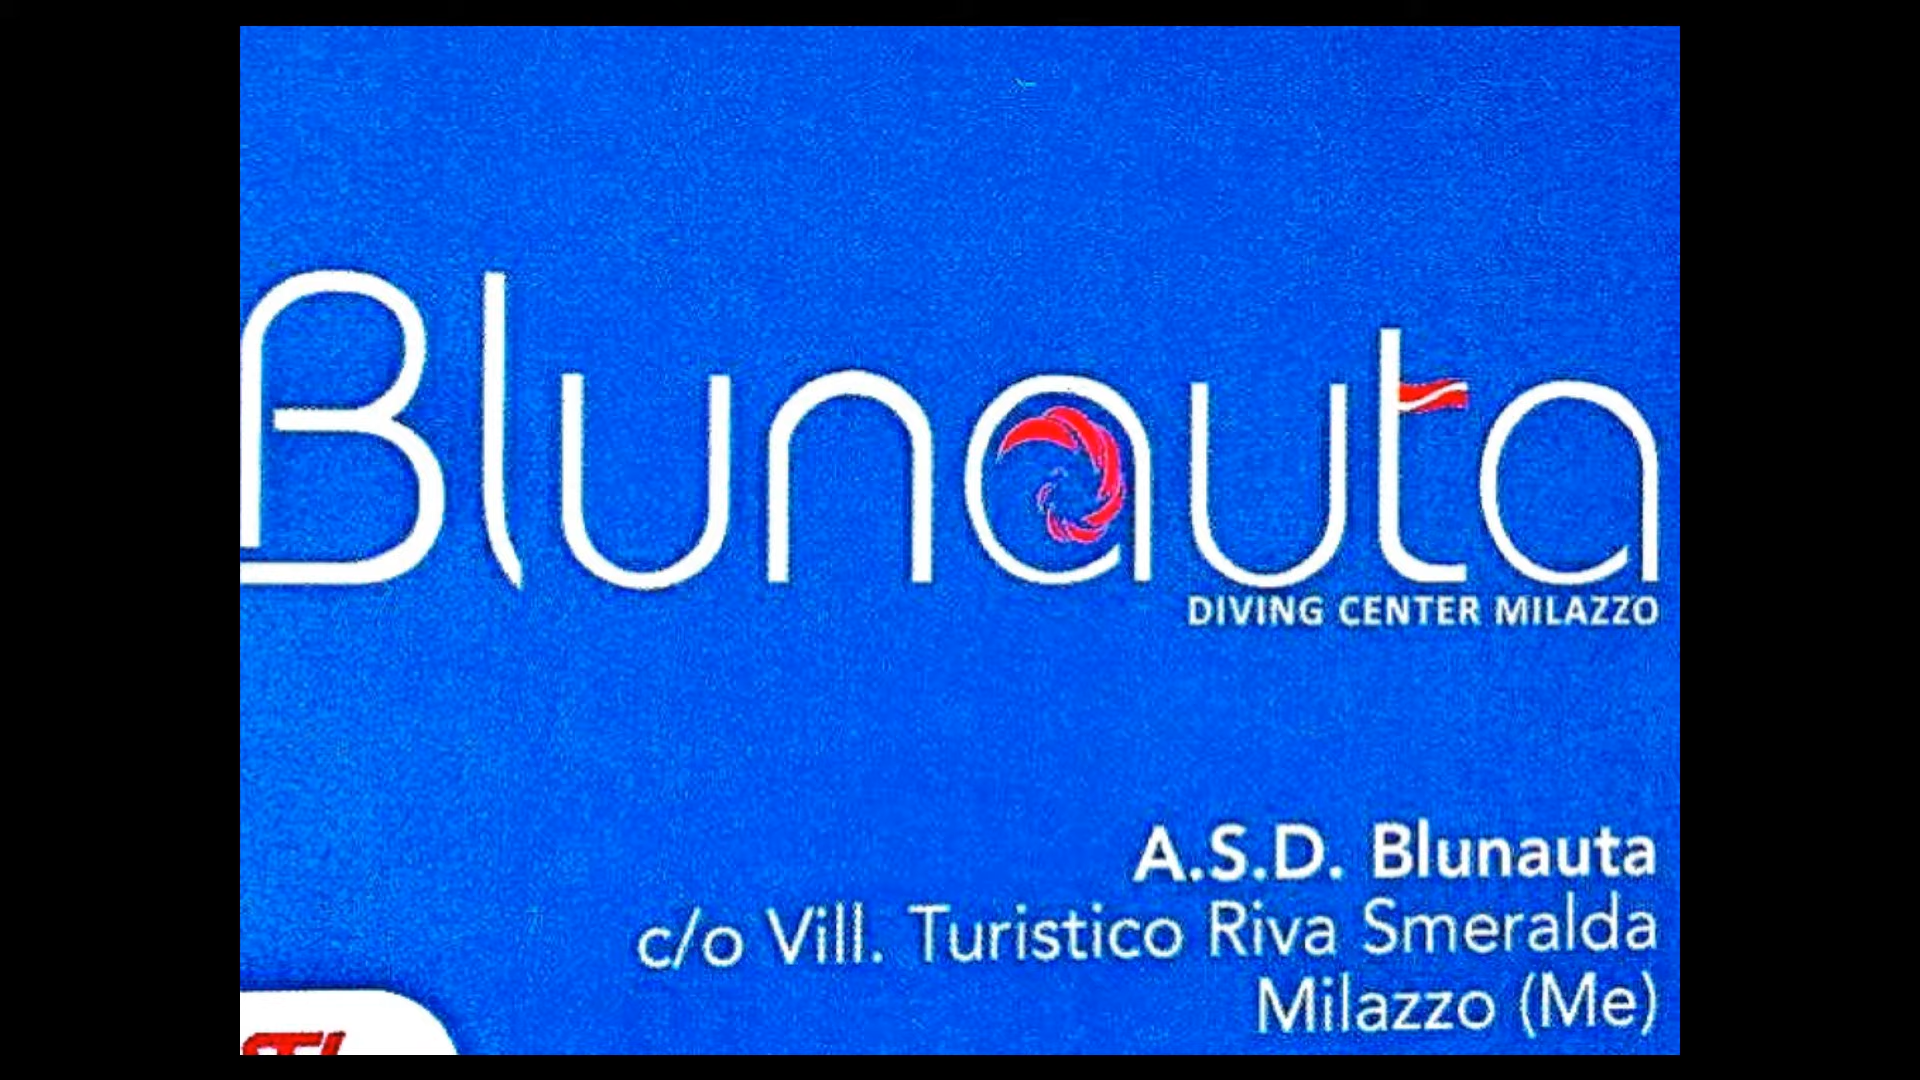 Blunauta
DIVING CENTER MILAZZO
A.S.D. Blunauta
c/o Vill. Turistico Riva Smeralda
Milazzo (Me)